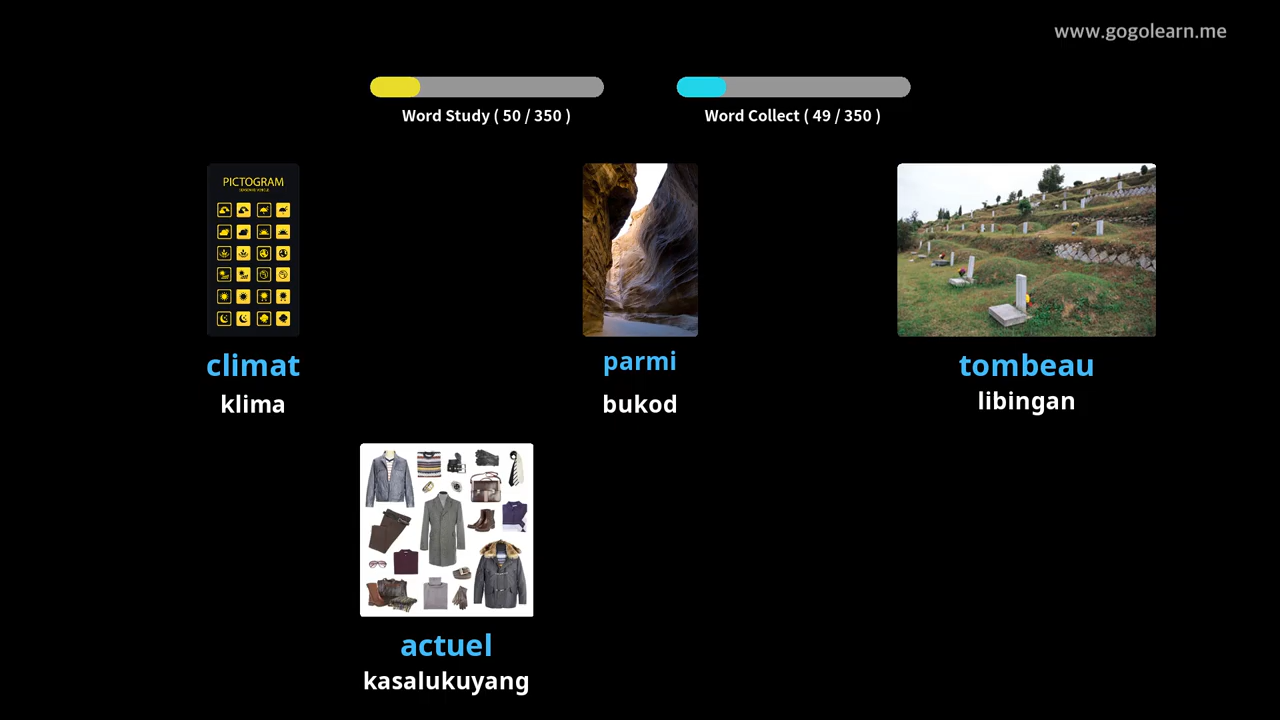 www.gogolearn.me
Word Study ( 50 / 350 )
Word Collect ( 49 / 350 )
PICTOGRAM
climat
klima
parmi
bukod
tombeau
libingan
actuel
kasalukuyang